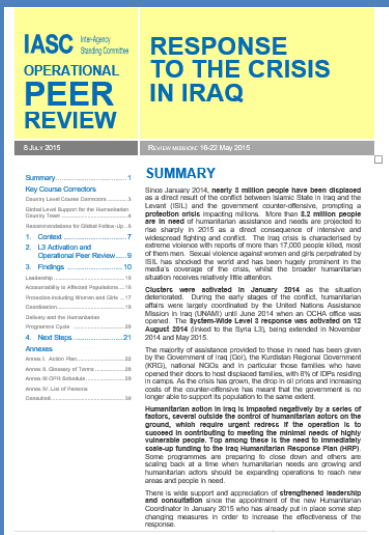 IASC Inter-Agency
Standing Committee
OPERATIONAL
PEER
REVIEW
RESPONSE
TO THE CRISIS
IN IRAQ
8 JULY 2015
REVIEW MISSION: 16-22 MAY 2015
Summary 1
Key Course Correctors
Country Level Course Correctors 3
Global Level Support for the Humanitarian
Country Team 4
Recommendations for Global Follow-Up 6
1. Context 7
2. L3 Activation and
Operational Peer Review 9
3. Findings 10
Leadership
Accountability to Affected Populations
Protection including Women and Girls 17
Coordination
Delivery and the Humanitarian
Programme Cycle
4. Next Steps 21
Annexes
Annex I. Action Plan
Annex II. Glossary of Terms
Annex III OPR Schedule
Annex IV: List of Persons
Consulted
SUMMARY
Since January 2014, nearly 3 million people have been displaced
as a direct result of the conflict between Islamic State in Iraq and the
Levant (ISIL) and the government counter-offensive, prompting a
protection crisis impacting millions. More than 8.2 million people
are in need of humanitarian assistance and needs are projected to
rise sharply in 2015 as a direct consequence of intensive and
widespread fighting and conflict. The Iraq crisis is characterised by
extreme violence with reports of more than 17,000 people killed, most
of them men. Sexual violence against women and girls perpetrated by
ISIL has shocked the world and has been hugely prominent in the
media's coverage of the crisis, whilst the broader humanitarian
situation receives relatively little attention.
Clusters were activated in January 2014 as the situation
deteriorated. During the early stages of the conflict, humanitarian
affairs were largely coordinated by the United Nations Assistance
Mission in Iraq (UNAMI) until June 2014 when an OCHA office was
opened. The System-Wide Level 3 response was activated on 12
August 2014 (linked to the Syria L3), being extended in November
2014 and May 2015.
The majority of assistance provided to those in need has been given
by the Government of Iraq (GoI), the Kurdistan Regional Government
(KRG), national NGOs and in particular those families who have
opened their doors to host displaced families, with 8% of IDPs residing
in camps. As the crisis has grown, the drop in oil prices and increasing
costs of the counter-offensive has meant that the government is no
longer able to support its population to the same extent.
Humanitarian action in Iraq is impacted negatively by a series of
factors, several outside the control of humanitarian actors on the
ground, which require urgent redress if the operation is to
succeed in contributing to meeting the minimal needs of highly
vulnerable people. Top among these is the need to immediately
scale-up funding to the Iraq Humanitarian Response Plan (HRP).
Some programmes are preparing to close down and others are
scaling back at a time when humanitarian needs are growing and
humanitarian actors should be expanding operations to reach new
areas and people in need.
There is wide support and appreciation of strengthened leadership
and consultation since the appointment of the new Humanitarian
Coordinator in January 2015 who has already put in place some step
changing measures in order to increase the effectiveness of the
response.